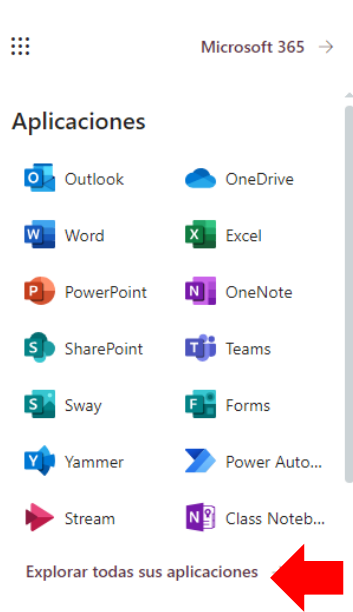 Microsoft 365 →
Aplicaciones
Outlook OneDrive
Word Excel
PowerPoint OneNote
SharePoint Teams
Sway Forms
Yammer Power Auto...
Stream Class Noteb...
Explorar todas sus aplicaciones